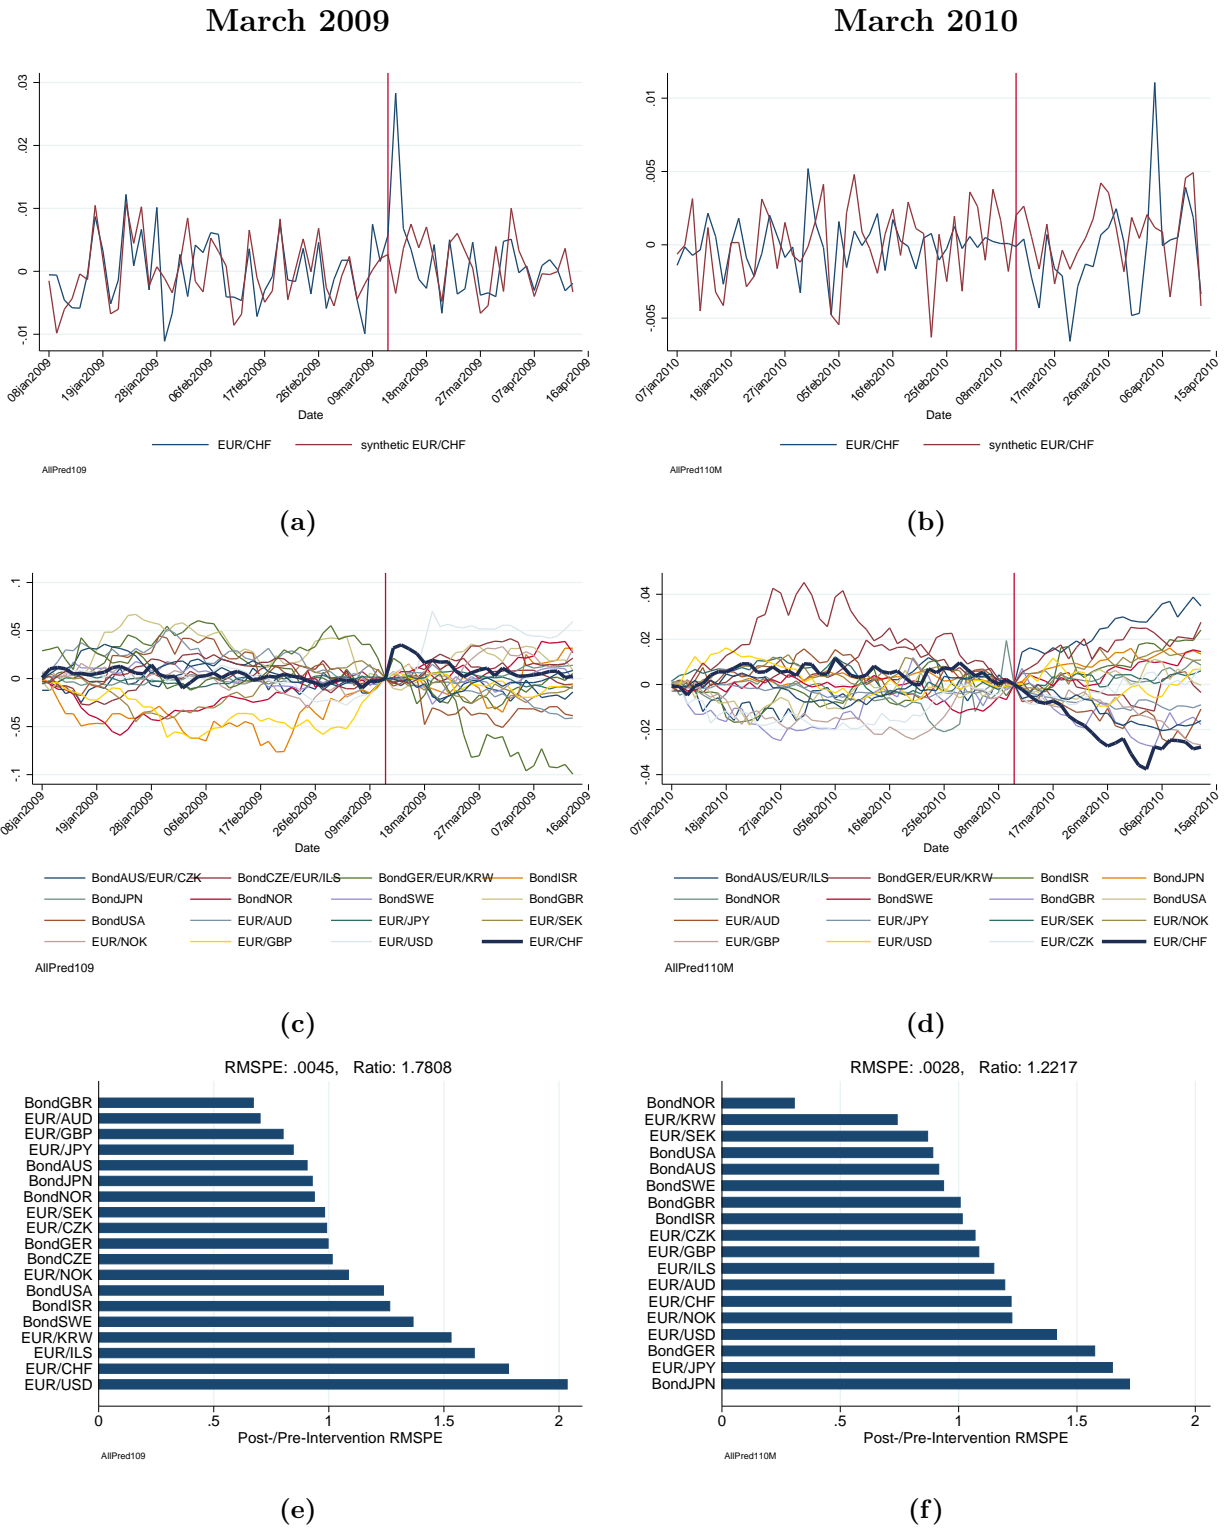 March 2009
March 2010
.03
.02
.01
0
-.01
08jan2009
19jan2009
28jan2009
06feb2009
17feb2009
26feb2009
09mar2009
18mar2009
27mar2009
07apr2009
16apr2009
Date
EUR/CHF
synthetic EUR/CHF
AllPred109
.01
.005
0
-.005
07jan2010
18jan2010
27jan2010
05feb2010
16feb2010
25feb2010
08mar2010
17mar2010
26mar2010
06apr2010
15apr2010
Date
EUR/CHF
synthetic EUR/CHF
AllPred110M
(a)
(b)
.1
.05
0
-.05
-.1
08jan2009
19jan2009
28jan2009
06feb2009
17feb2009
26feb2009
09mar2009
18mar2009
27mar2009
07apr2009
16apr2009
Date
BondAUS/EUR/CZK BondCZE/EUR/ILS BondGER/EUR/KRW BondISR
BondJPN BondNOR BondSWE BondGBR
BondUSA EUR/AUD EUR/JPY EUR/SEK
EUR/NOK EUR/GBP EUR/USD EUR/CHF
AllPred109
.04
.02
0
-.02
-.04
07jan2010
18jan2010
27jan2010
05feb2010
16feb2010
25feb2010
08mar2010
17mar2010
26mar2010
06apr2010
15apr2010
Date
BondAUS/EUR/ILS BondGER/EUR/KRW BondISR BondJPN
BondNOR BondSWE BondGBR BondUSA
EUR/AUD EUR/JPY EUR/SEK EUR/NOK
EUR/GBP EUR/USD EUR/CZK EUR/CHF
AllPred110M
(c)
(d)
RMSPE: .0045, Ratio: 1.7808
BondGBR
EUR/AUD
EUR/GBP
EUR/JPY
BondAUS
BondJPN
BondNOR
EUR/SEK
EUR/CZK
BondGER
BondCZE
EUR/NOK
BondUSA
BondISR
BondSWE
EUR/KRW
EUR/ILS
EUR/CHF
EUR/USD
0 .5 1 1.5 2
Post-/Pre-Intervention RMSPE
AllPred109
RMSPE: .0028, Ratio: 1.2217
BondNOR
EUR/KRW
EUR/SEK
BondUSA
BondAUS
BondSWE
BondGBR
BondISR
EUR/CZK
EUR/GBP
EUR/ILS
EUR/AUD
EUR/CHF
EUR/NOK
EUR/USD
BondGER
EUR/JPY
BondJPN
0 .5 1 1.5 2
Post-/Pre-Intervention RMSPE
AllPred110M
(e)
(f)